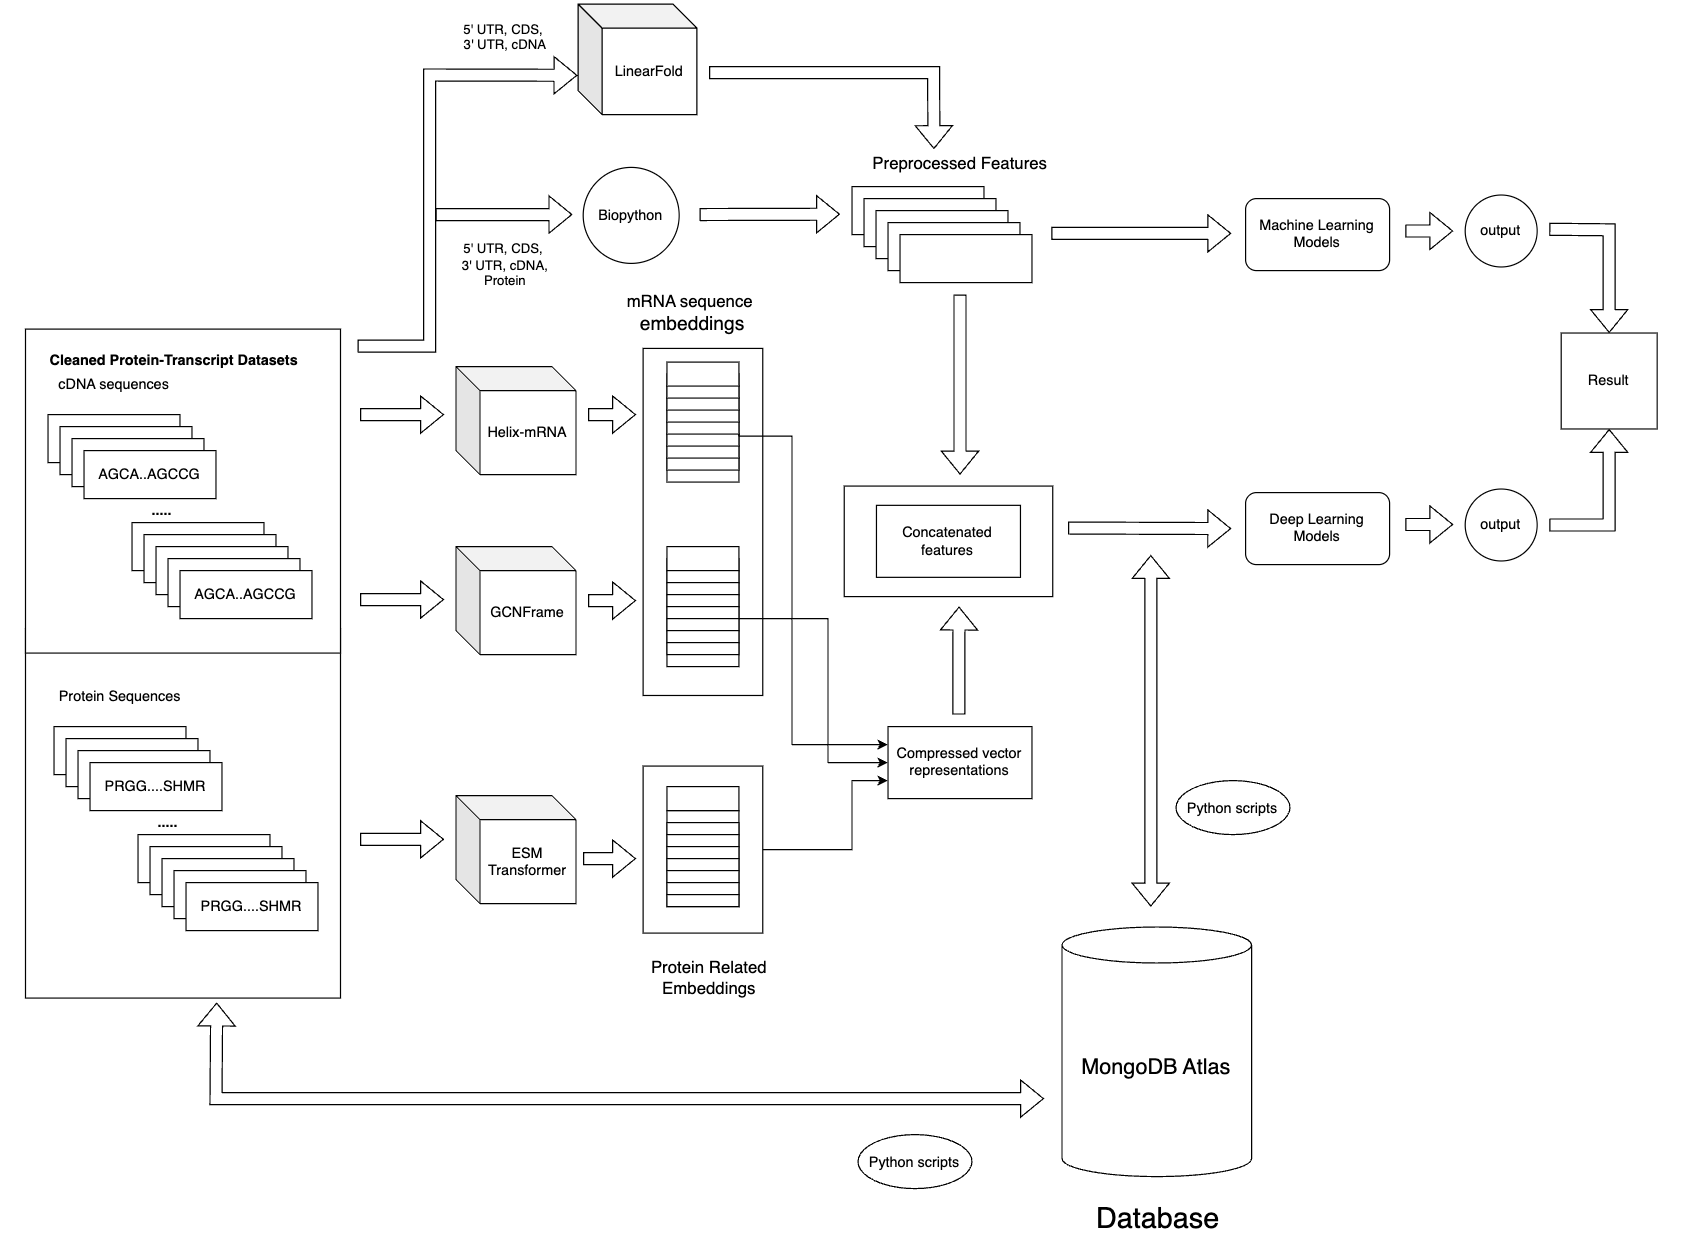 5' UTR, CDS,
3' UTR, cDNA
LinearFold
Preprocessed Features
Biopython
5' UTR, CDS,
3' UTR, cDNA,
Protein
Machine Learning
Models
output
mRNA sequence
embeddings
Cleaned Protein-Transcript Datasets
cDNA sequences
AGCA..AGCCG
.....
AGCA..AGCCG
Helix-mRNA
GCNFrame
Result
Concatenated
features
Deep Learning
Models
output
Protein Sequences
PRGG....SHMR
.....
PRGG....SHMR
ESM
Transformer
Compressed vector
representations
Python scripts
Protein Related
Embeddings
MongoDB Atlas
Python scripts
Database